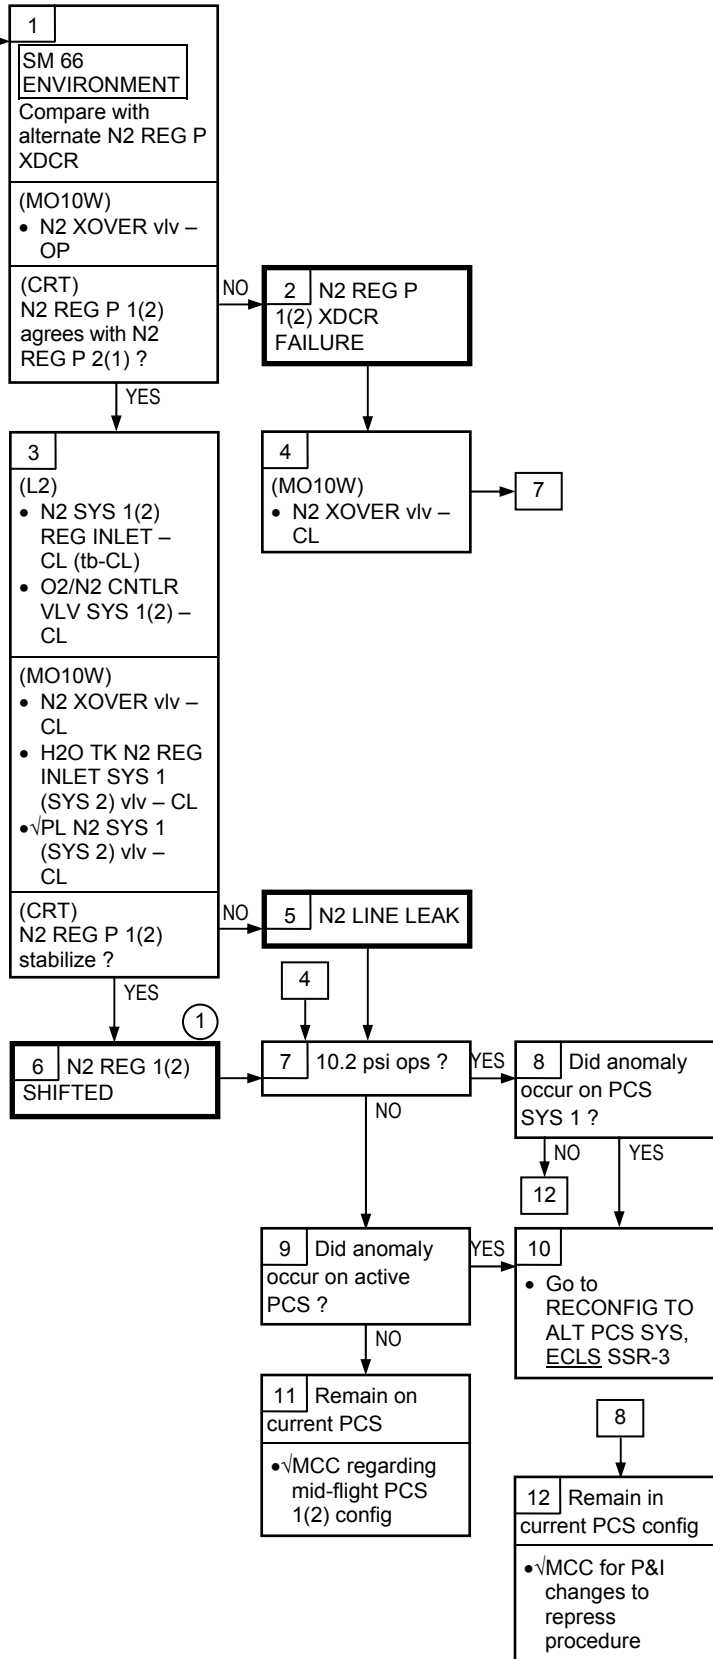 1
SM 66
ENVIRONMENT
Compare with
alternate N2 REG P
XDCR
(MO10W)
• N2 XOVER vlv –
OP
(CRT)
N2 REG P 1(2)
agrees with N2
REG P 2(1) ?
NO
2 N2 REG P
1(2) XDCR
FAILURE
YES
3
(L2)
• N2 SYS 1(2)
REG INLET –
CL (tb-CL)
• O2/N2 CNTLR
VLV SYS 1(2) –
CL
(MO10W)
• N2 XOVER vlv –
CL
• H2O TK N2 REG
INLET SYS 1
(SYS 2) vlv – CL
•√PL N2 SYS 1
(SYS 2) vlv –
CL
(CRT)
N2 REG P 1(2)
stabilize ?
4
(MO10W)
• N2 XOVER vlv –
CL
7
NO
5 N2 LINE LEAK
YES
1
6 N2 REG 1(2)
SHIFTED
4
7 10.2 psi ops ?
YES
8 Did anomaly
occur on PCS
SYS 1 ?
NO
NO
YES
12
9 Did anomaly
occur on active
PCS ?
YES
10
• Go to
RECONFIG TO
ALT PCS SYS,
ECLS SSR-3
NO
11 Remain on
current PCS
•√MCC regarding
mid-flight PCS
1(2) config
8
12 Remain in
current PCS config
•√MCC for P&I
changes to
repress
procedure